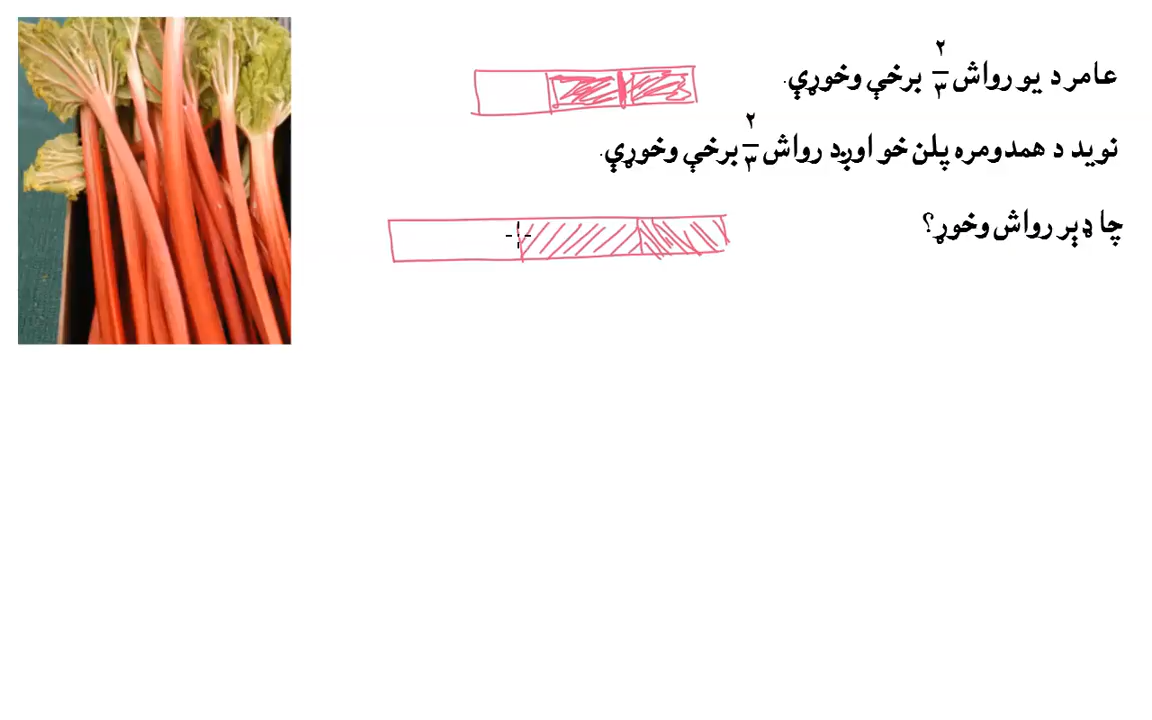 عامر د یو رواش ۲/۳ برخې وخوړې.
نوید د همدومره پلن خو اوږد رواش ۲/۳ برخې وخوړې.
چا ډېر رواش وخوړ؟